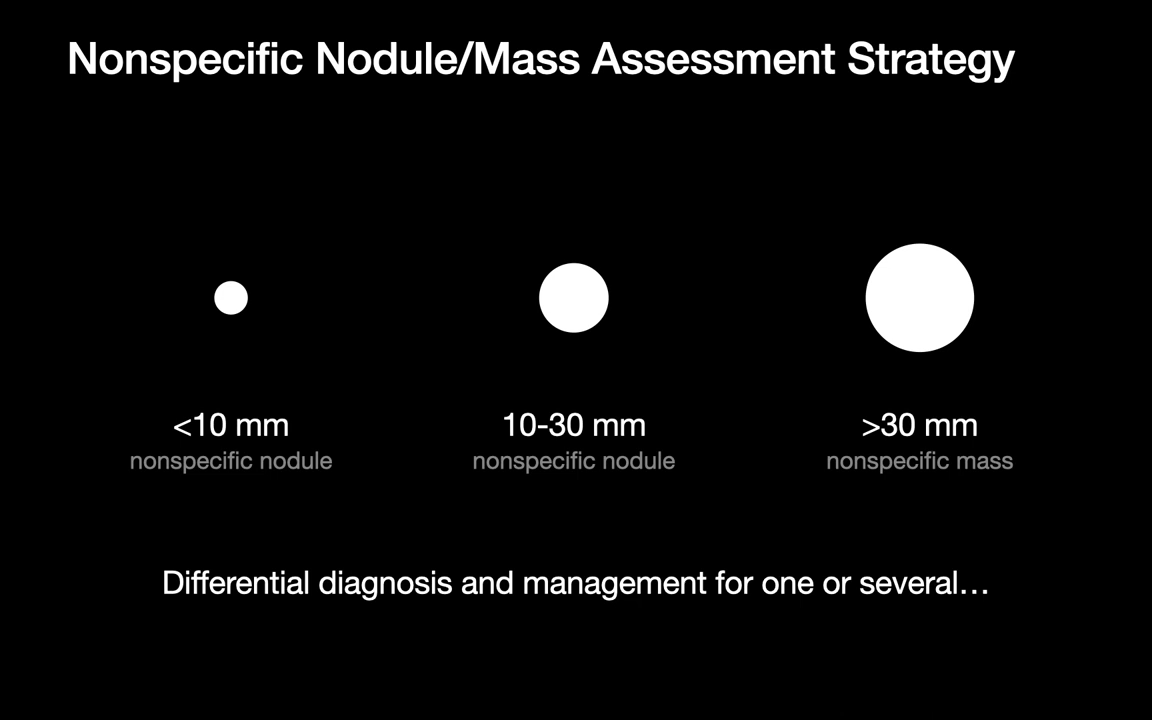 Nonspecific Nodule/Mass Assessment Strategy
<10 mm
nonspecific nodule
10-30 mm
nonspecific nodule
>30 mm
nonspecific mass
Differential diagnosis and management for one or several…